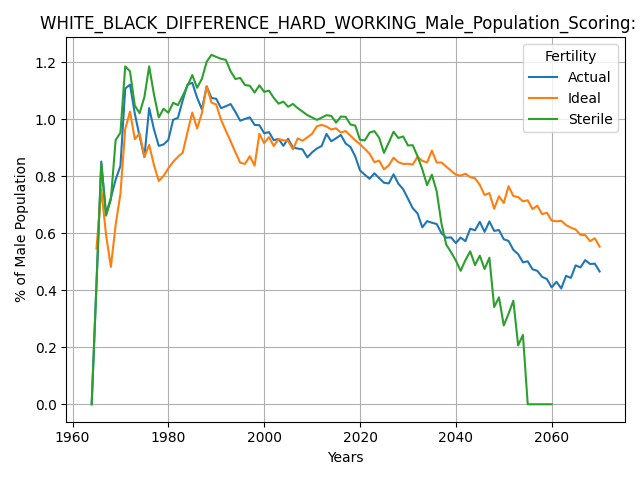 WHITE_BLACK_DIFFERENCE_HARD_WORKING_Male_Population_Scoring:
Fertility
Actual
Ideal
Sterile
% of Male Population
1.2
1.0
0.8
0.6
0.4
0.2
0.0
1960 1980 2000 2020 2040 2060
Years